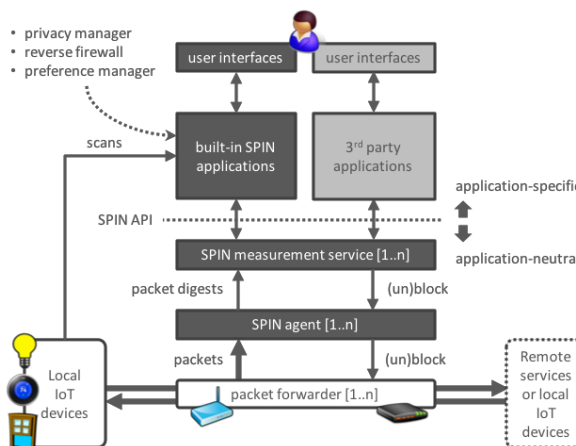 • privacy manager
• reverse firewall
• preference manager
user interfaces
user interfaces
scans
built-in SPIN
applications
3rd party
applications
application-specific
SPIN API
application-neutra
SPIN measurement service [1..n]
packet digests
(un)block
SPIN agent [1..n]
packets
(un)block
Local
IoT
devices
packet forwarder [1..n]
Remote
services
or local
IoT
devices